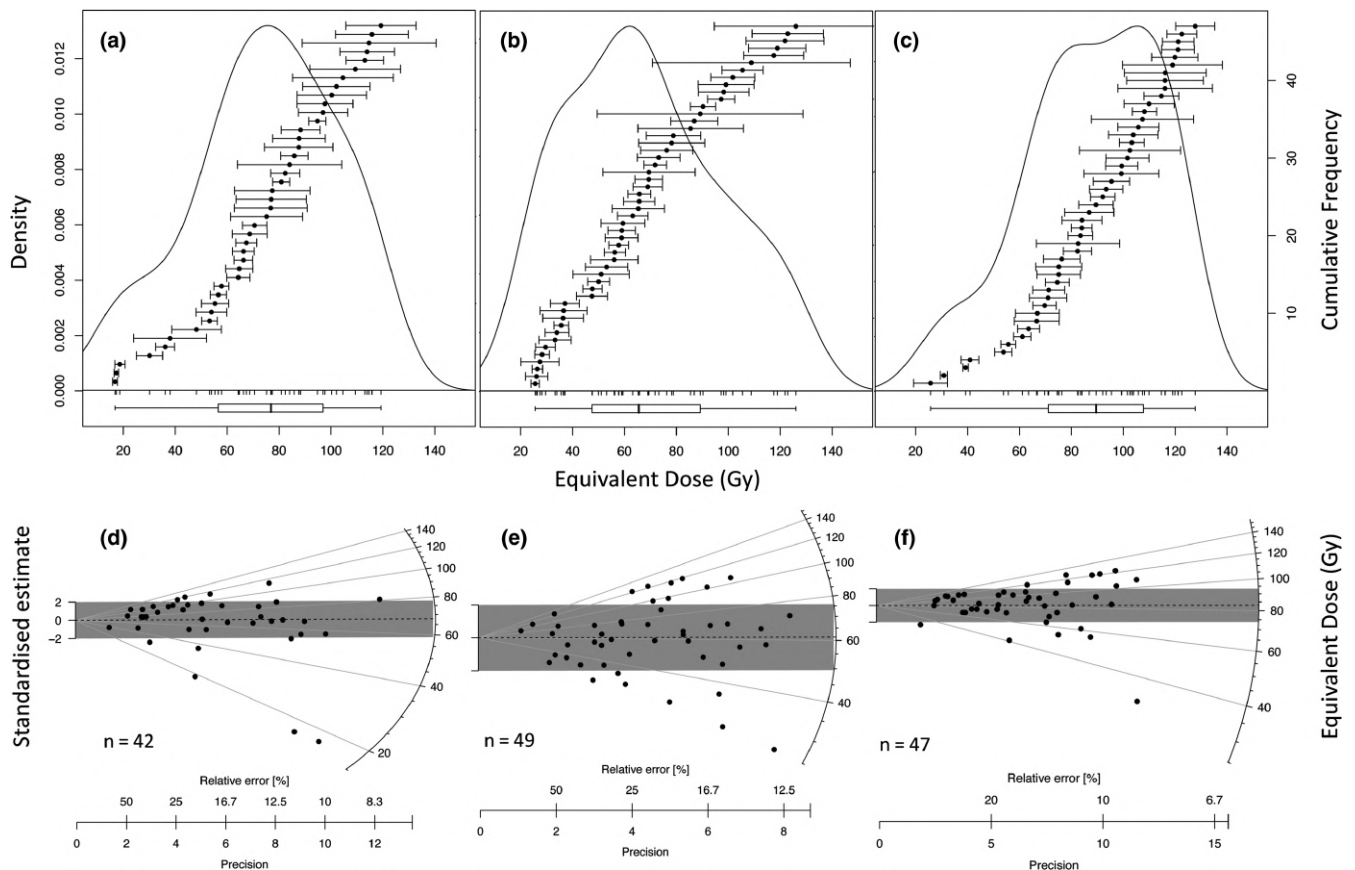 (a)
(b)
(c)
Density
0.000
0.002
0.004
0.006
0.008
0.010
0.012
Cumulative Frequency
10
20
30
40
20 40 60 80 100 120 140
20 40 60 80 100 120 140
20 40 60 80 100 120 140
Equivalent Dose (Gy)
Standardised estimate
(d)
2
0
−2
140
120
100
80
60
40
20
n = 42
Relative error [%]
50 25 16.7 12.5 10 8.3
0 2 4 6 8 10 12
Precision
(e)
140
100
80
60
40
n = 49
Relative error [%]
50 25 16.7 12.5
0 2 4 6 8
Precision
(f)
140
120
100
80
60
40
n = 47
Relative error [%]
20 10 6.7
0 5 10 15
Precision
Equivalent Dose (Gy)